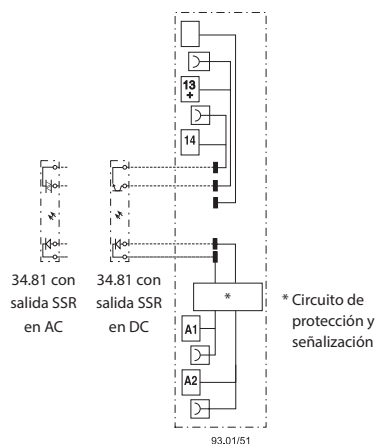 13
+
14
34.81 con
salida SSR
en AC
34.81 con
salida SSR
en DC
*
* Circuito de
protección y
señalización
A1
A2
93.01/51